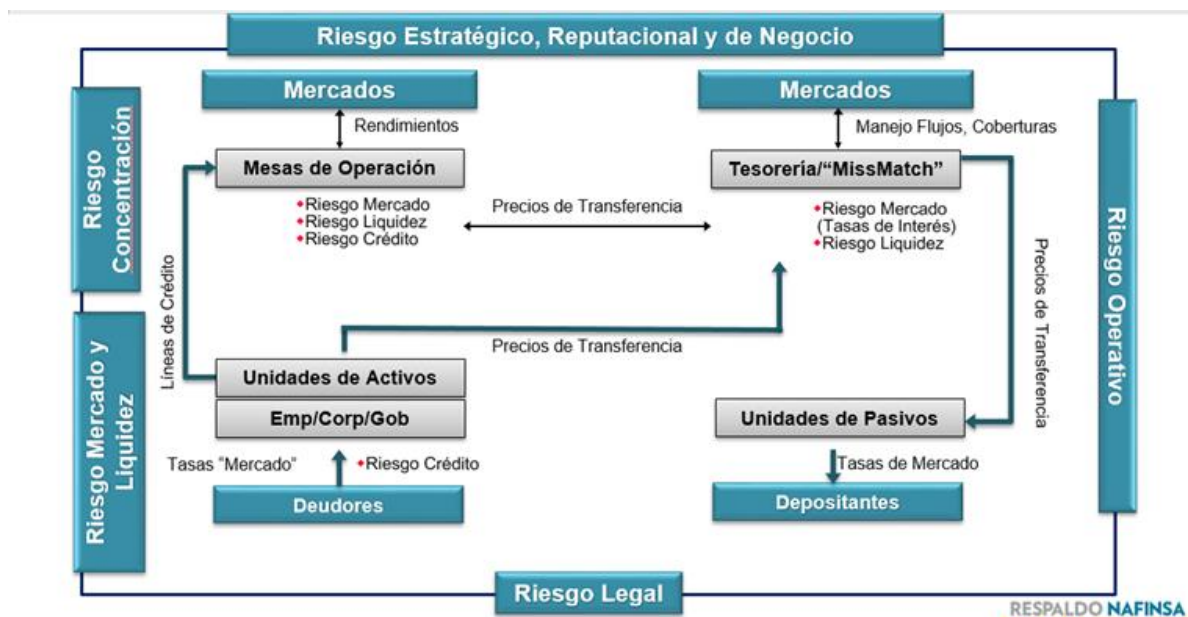 Riesgo Estratégico, Reputacional y de Negocio
Mercados
Mercados
Riesgo
Concentración
Rendimientos
Manejo Flujos, Coberturas
Mesas de Operación
Tesorería/“MissMatch”
Riesgo Mercado
Riesgo Liquidez
Riesgo Crédito
Precios de Transferencia
Riesgo Mercado
(Tasas de Interés)
Riesgo Liquidez
Precios de Transferencia
Riesgo Operativo
Líneas de Crédito
Precios de Transferencia
Riesgo Mercado y
Liquidez
Unidades de Activos
Emp/Corp/Gob
Unidades de Pasivos
Tasas “Mercado”
Riesgo Crédito
Tasas de Mercado
Deudores
Depositantes
Riesgo Legal
RESPALDO NAFINSA